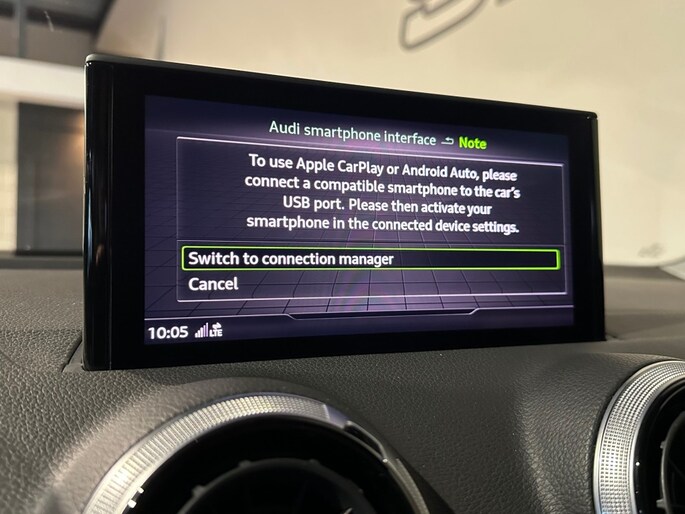 Audi smartphone interface Note
To use Apple CarPlay or Android Auto, please
connect a compatible smartphone to the car's
USB port. Please then activate your
smartphone in the connected device settings.
Switch to connection manager
Cancel
10:05 LTE